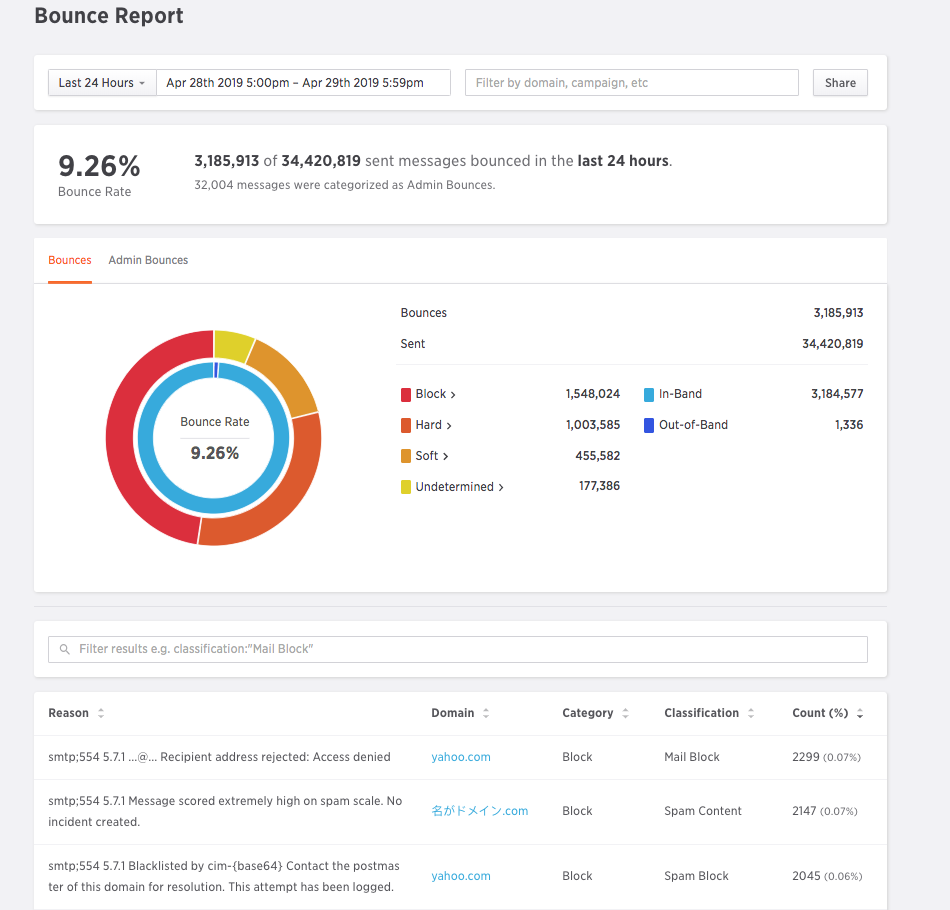 Bounce Report
Last 24 Hours
Apr 28th 2019 5:00pm – Apr 29th 2019 5:59pm
Filter by domain, campaign, etc
Share
9.26%
Bounce Rate
3,185,913 of 34,420,819 sent messages bounced in the last 24 hours.
32,004 messages were categorized as Admin Bounces.
Bounces
Admin Bounces
Bounce Rate
9.26%
Bounces 3,185,913
Sent 34,420,819
Block › 1,548,024 In-Band 3,184,577
Hard › 1,003,585 Out-of-Band 1,336
Soft › 455,582
Undetermined › 177,386
Filter results e.g. classification:"Mail Block"
Reason Domain Category Classification Count (%)
smtp;554 5.7.1 ...@... Recipient address rejected: Access denied yahoo.com Block Mail Block 2299 (0.07%)
smtp;554 5.7.1 Message scored extremely high on spam scale. No
incident created.
名がドメイン.com Block Spam Content 2147 (0.07%)
smtp;554 5.7.1 Blacklisted by cim-{base64} Contact the postmas
ter of this domain for resolution. This attempt has been logged.
yahoo.com Block Spam Block 2045 (0.06%)